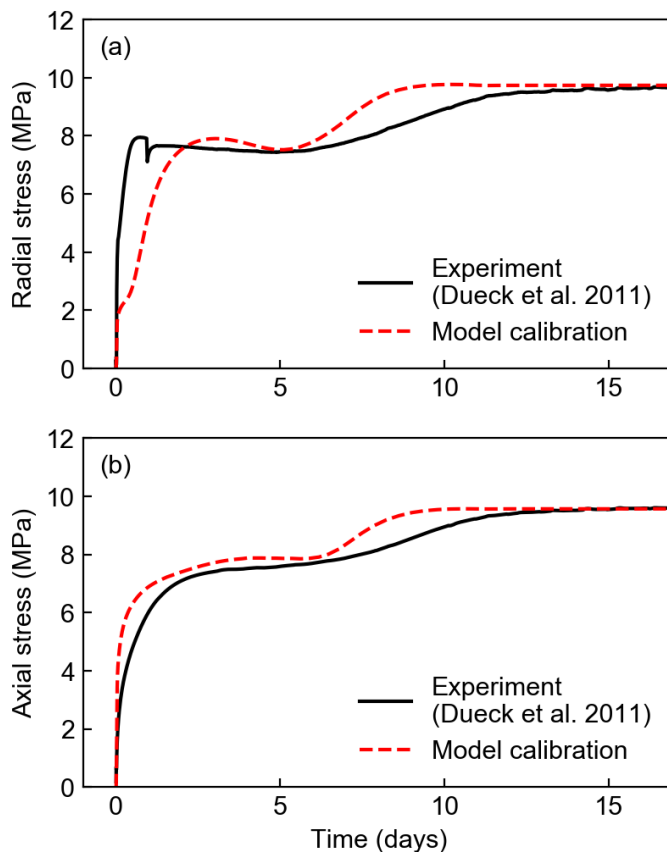 12
(a)
10
8
6
4
2
0
Radial stress (MPa)
Experiment
(Dueck et al. 2011)
Model calibration
0
5
10
15
12
(b)
10
8
6
4
2
0
Axial stress (MPa)
Experiment
(Dueck et al. 2011)
Model calibration
0
5
10
15
Time (days)